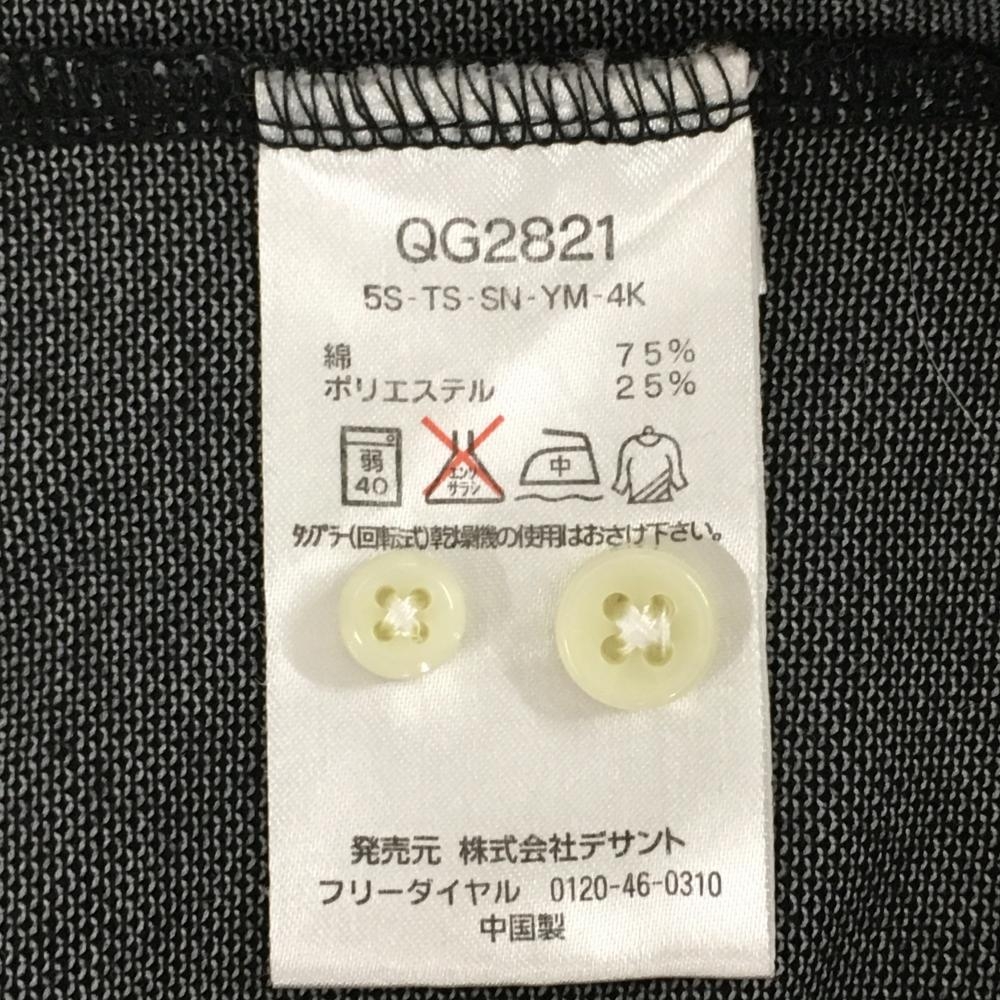 QG2821
5S-TS-SN-YM-4K
綿 75%
ポリエステル 25%
弱
40
エンソ
サラシ
中
タンブラー(回転式)乾燥機の使用はおさけ下さい。
発売元 株式会社デサント
フリーダイヤル 0120-46-0310
中国製